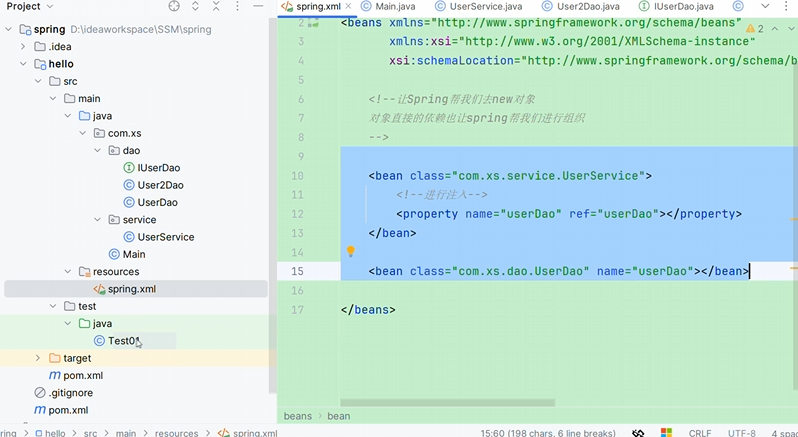 Project
spring D:\ideaworkspace\SSM\spring
.idea
hello
src
main
java
com.xs
dao
IUserDao
User2Dao
UserDao
service
UserService
Main
resources
spring.xml
test
java
target
pom.xml
.gitignore
pom.xml
spring.xml
Main.java
UserService.java
User2Dao.java
IUserDao.java
2 <beans xmlns="http://www.springframework.org/schema/beans"
2
3 xmlns:xsi="http://www.w3.org/2001/XMLSchema-instance"
4 xsi:schemaLocation="http://www.springframework.org/schema/b
5
6 <!--让Spring帮我们去new对象
7 对象直接的依赖也让spring帮我们进行组织
8 -->
9
10 <bean class="com.xs.service.UserService">
11 <!--进行注入-->
12 <property name="userDao" ref="userDao"></property>
13 </bean>
14
15 <bean class="com.xs.dao.UserDao" name="userDao"></bean>
16
17 </beans>
beans › bean
ring › hello › src › main › resources › spring.xml
15:60 (198 chars, 6 line breaks)
CRLF
UTF-8
4 spac